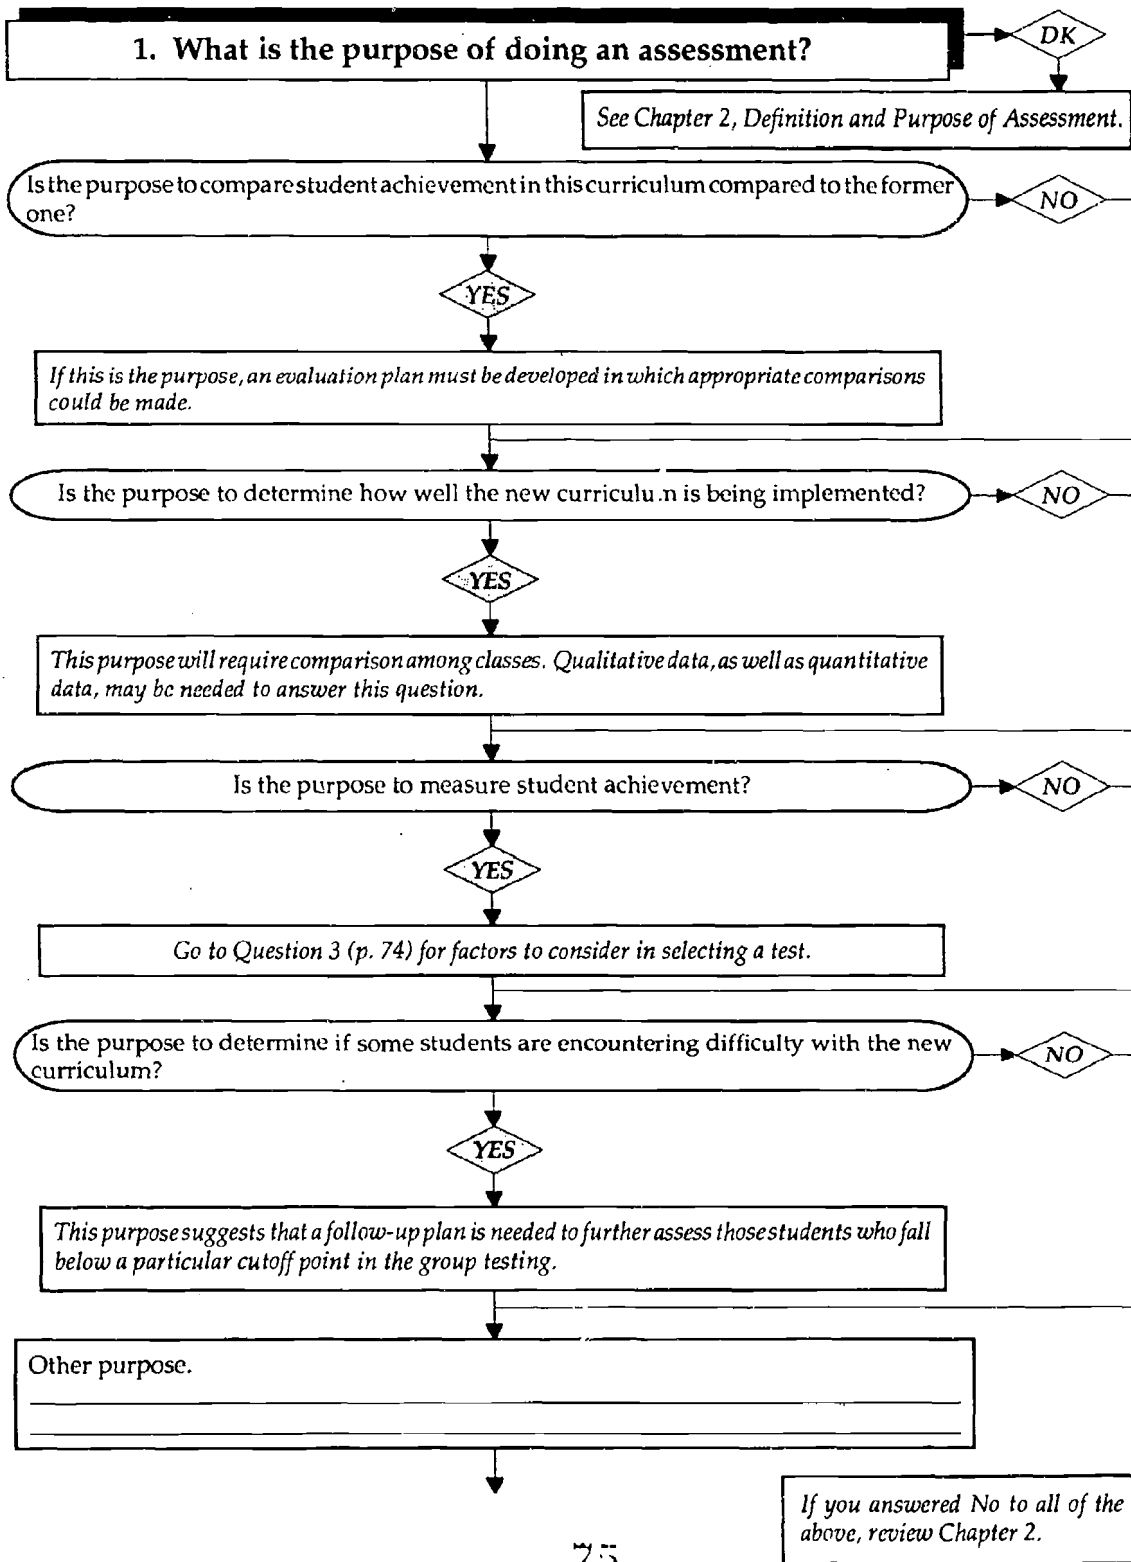 1. What is the purpose of doing an assessment?
DK
See Chapter 2, Definition and Purpose of Assessment.
Is the purpose to compare student achievement in this curriculum compared to the former
one?
NO
YES
If this is the purpose, an evaluation plan must be developed in which appropriate comparisons
could be made.
Is the purpose to determine how well the new curriculu.n is being implemented?
NO
YES
This purpose will require comparison among classes. Qualitative data, as well as quantitative
data, may be needed to answer this question.
Is the purpose to measure student achievement?
NO
YES
Go to Question 3 (p. 74) for factors to consider in selecting a test.
Is the purpose to determine if some students are encountering difficulty with the new
curriculum?
NO
YES
This purpose suggests that a follow-up plan is needed to further assess those students who fall
below a particular cutoff point in the group testing.
Other purpose.
If you answered No to all of the
above, review Chapter 2.